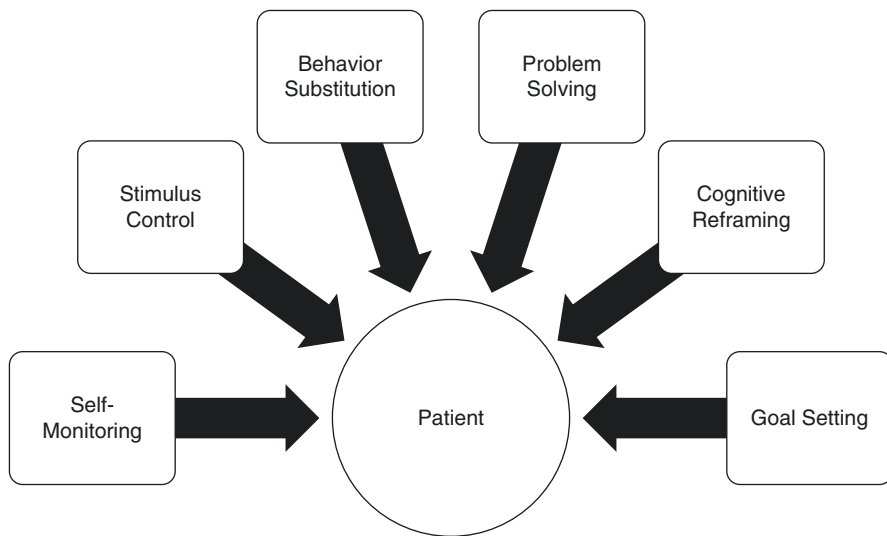 Behavior
Substitution
Problem
Solving
Stimulus
Control
Cognitive
Reframing
Self-
Monitoring
Patient
Goal Setting